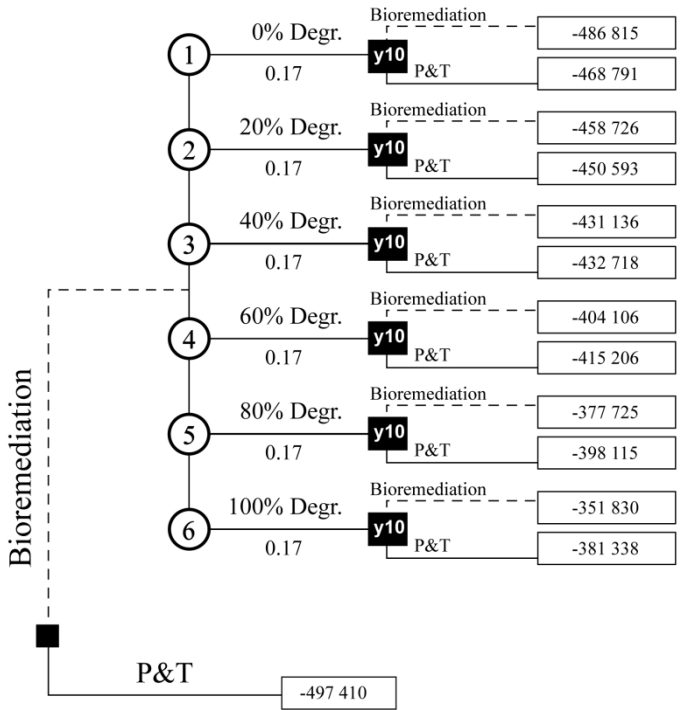 Bioremediation
0% Degr.
-486 815
1
y10
P&T
0.17
-468 791
Bioremediation
20% Degr.
-458 726
2
y10
P&T
0.17
-450 593
Bioremediation
40% Degr.
-431 136
3
y10
P&T
0.17
-432 718
Bioremediation
60% Degr.
-404 106
4
y10
P&T
0.17
-415 206
Bioremediation
80% Degr.
-377 725
5
y10
P&T
0.17
-398 115
Bioremediation
100% Degr.
-351 830
6
y10
P&T
0.17
-381 338
Bioremediation
P&T
-497 410